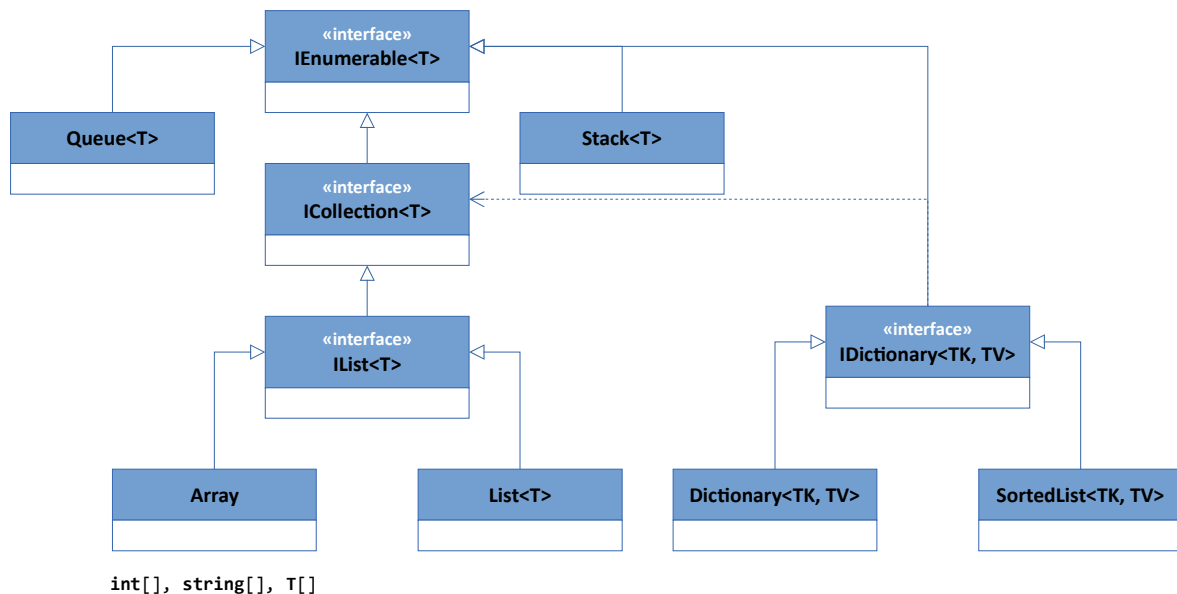 «interface»
IEnumerable<T>
Queue<T>
Stack<T>
«interface»
ICollection<T>
«interface»
IList<T>
«interface»
IDictionary<TK, TV>
Array
List<T>
Dictionary<TK, TV>
SortedList<TK, TV>
int[], string[], T[]